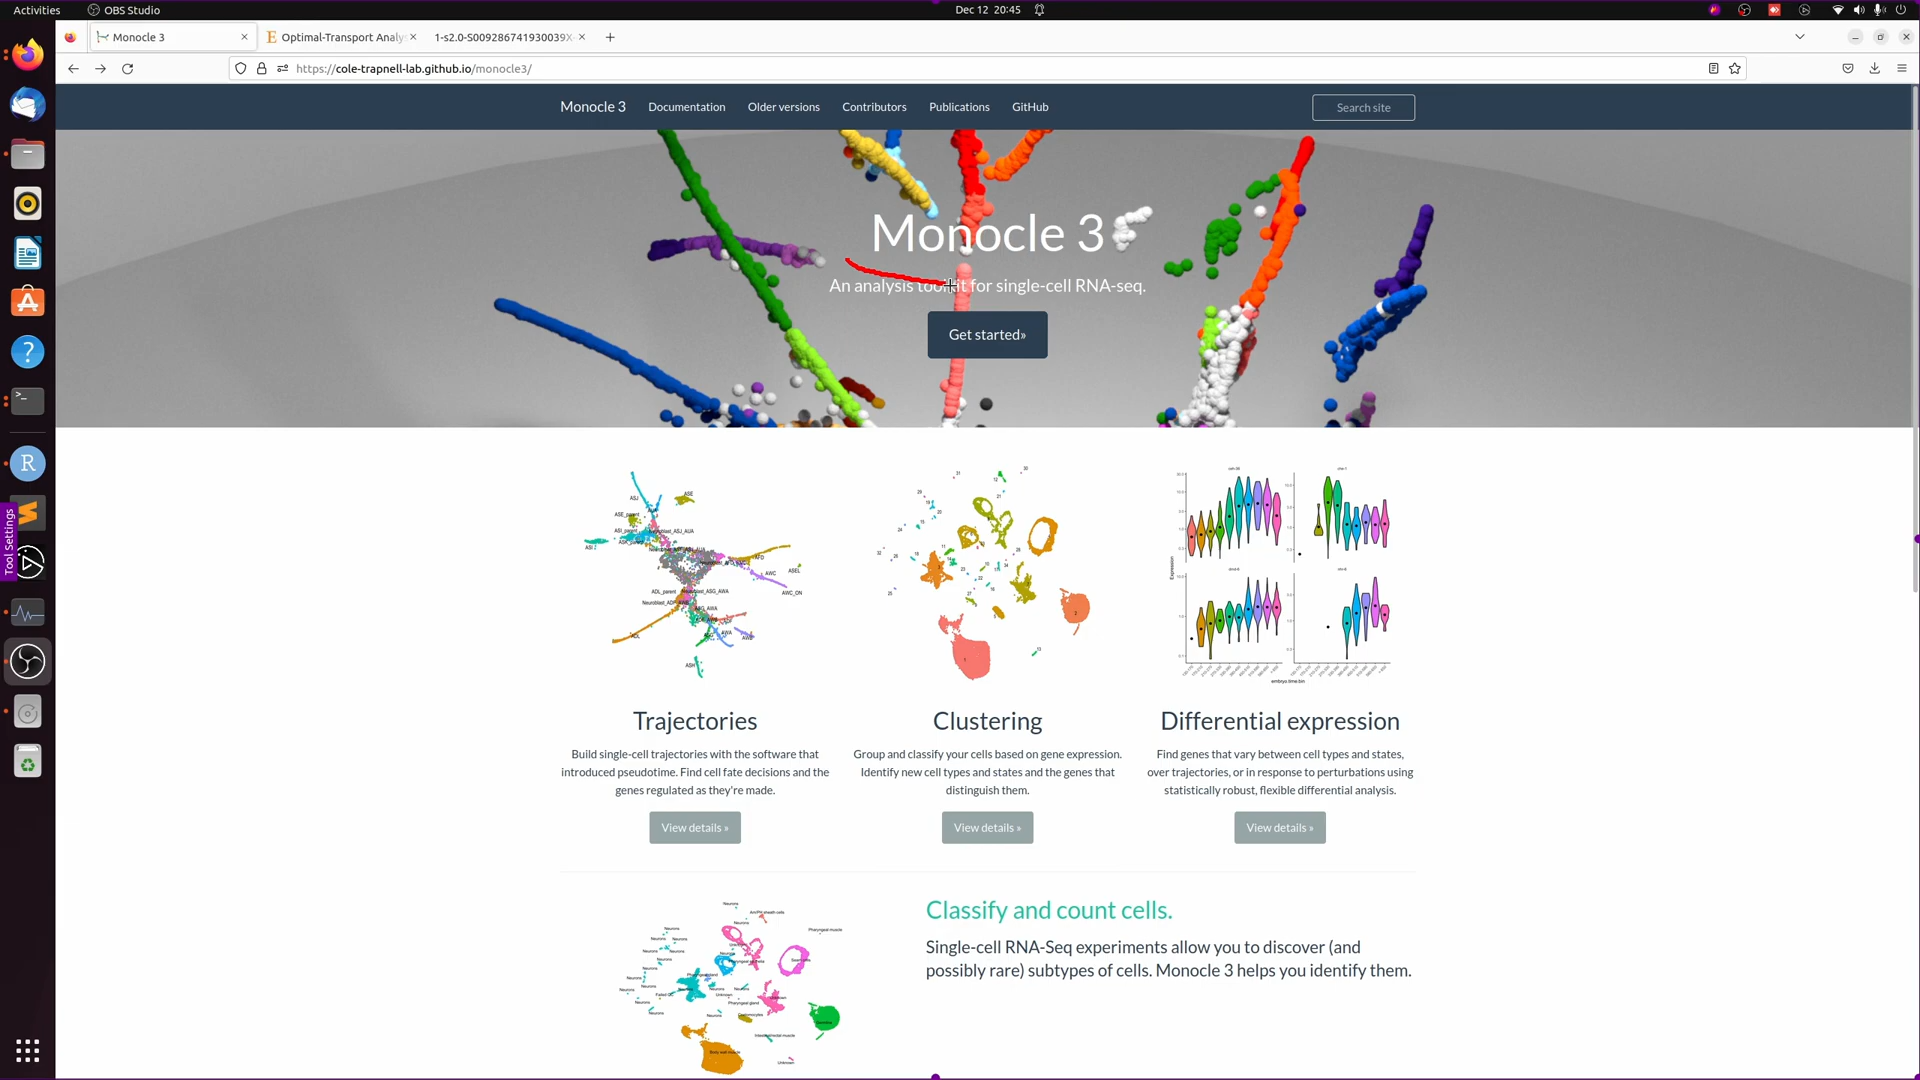 Activities
OBS Studio
Dec 12 20:45
Monocle 3
Optimal-Transport Analys
1-s2.0-S009286741930039X-
https://cole-trapnell-lab.github.io/monocle3/
Monocle 3
Documentation
Older versions
Contributors
Publications
GitHub
Search site
Monocle 3
An analysis toolkit for single-cell RNA-seq.
Get started»
Tool Settings
Trajectories
Build single-cell trajectories with the software that
introduced pseudotime. Find cell fate decisions and the
genes regulated as they're made.
View details »
Clustering
Group and classify your cells based on gene expression.
Identify new cell types and states and the genes that
distinguish them.
View details »
Differential expression
Find genes that vary between cell types and states,
over trajectories, or in response to perturbations using
statistically robust, flexible differential analysis.
View details »
Classify and count cells.
Single-cell RNA-Seq experiments allow you to discover (and
possibly rare) subtypes of cells. Monocle 3 helps you identify them.